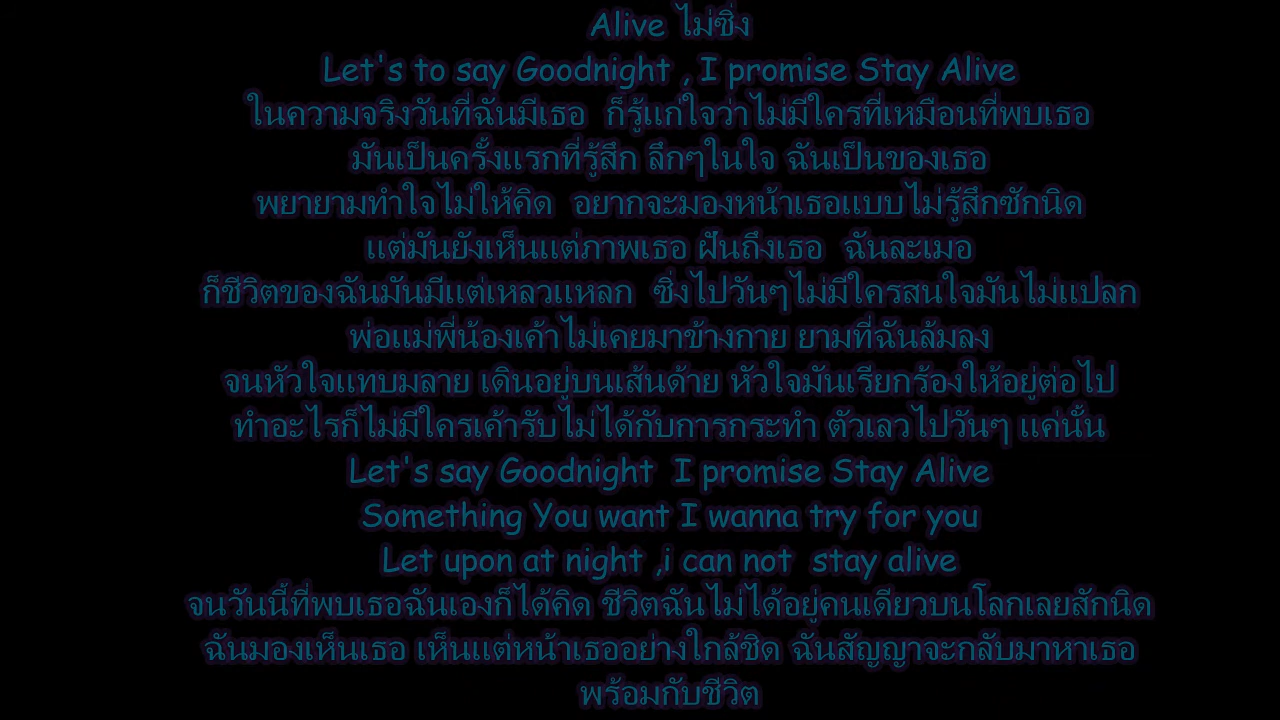 Alive ไม่ซิ่ง
Let's to say Goodnight , I promise Stay Alive
ในความจริงวันที่ฉันมีเธอ ก็รู้แก่ใจว่าไม่มีใครที่เหมือนที่พบเธอ
มันเป็นครั้งแรกที่รู้สึก ลึกๆในใจ ฉันเป็นของเธอ
พยายามทำใจไม่ให้คิด อยากจะมองหน้าเธอแบบไม่รู้สึกซักนิด
แต่มันยังเห็นแต่ภาพเธอ ฝันถึงเธอ ฉันละเมอ
ก็ชีวิตของฉันมันมีแต่เหลวแหลก ซิ่งไปวันๆไม่มีใครสนใจมันไม่แปลก
พ่อแม่พี่น้องเค้าไม่เคยมาข้างกาย ยามที่ฉันล้มลง
จนหัวใจแทบมลาย เดินอยู่บนเส้นด้าย หัวใจมันเรียกร้องให้อยู่ต่อไป
ทำอะไรก็ไม่มีใครเค้ารับไม่ได้กับการกระทำ ตัวเลวไปวันๆ แค่นั้น
Let's say Goodnight I promise Stay Alive
Something You want I wanna try for you
Let upon at night ,i can not stay alive
จนวันนี้ที่พบเธอฉันเองก็ได้คิด ชีวิตฉันไม่ได้อยู่คนเดียวบนโลกเลยสักนิด
ฉันมองเห็นเธอ เห็นแต่หน้าเธออย่างใกล้ชิด ฉันสัญญาจะกลับมาหาเธอ
พร้อมกับชีวิต